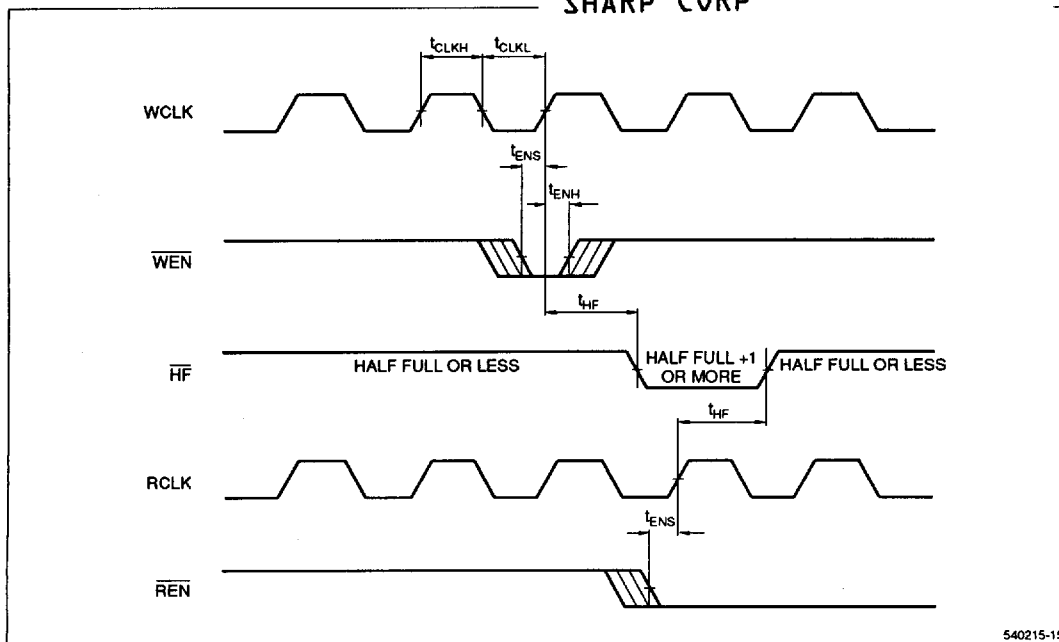 SHARP CORP
tCLKH tCLKL
WCLK
tENS
tENH
WEN
tHF
HF
HALF FULL OR LESS
HALF FULL +1
OR MORE
HALF FULL OR LESS
tHF
RCLK
tENS
REN
540215-15